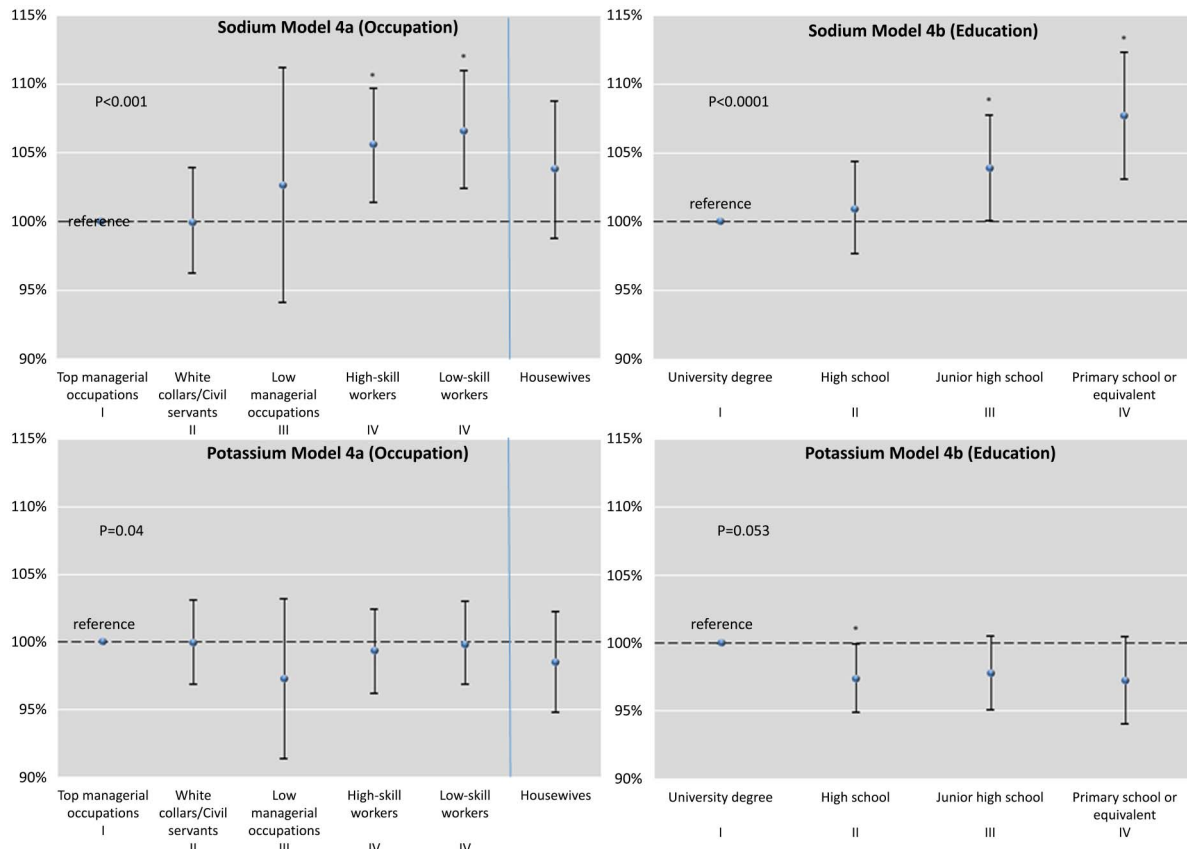 Sodium Model 4a (Occupation)
115%
110%
105%
100%
95%
90%
P<0.001
*
*
reference
Top managerial
occupations
I
White
collars/Civil
servants
II
Low
managerial
occupations
III
High-skill
workers
IV
Low-skill
workers
IV
Housewives
Sodium Model 4b (Education)
115%
110%
105%
100%
95%
90%
P<0.0001
*
*
reference
University degree
I
High school
II
Junior high school
III
Primary school or
equivalent
IV
Potassium Model 4a (Occupation)
115%
110%
105%
100%
95%
90%
P=0.04
reference
Top managerial
occupations
I
White
collars/Civil
servants
II
Low
managerial
occupations
III
High-skill
workers
IV
Low-skill
workers
IV
Housewives
Potassium Model 4b (Education)
115%
110%
105%
100%
95%
90%
P=0.053
reference
*
University degree
I
High school
II
Junior high school
III
Primary school or
equivalent
IV